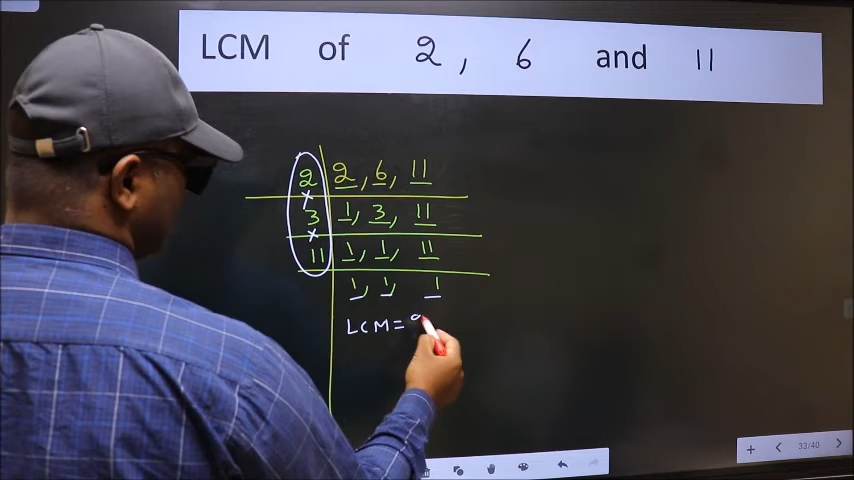 LCM of 2, 6 and 11
2 2, 6, 11
×
3 1, 3, 11
×
11 1, 1, 11
1, 1, 1
LCM =
33/40